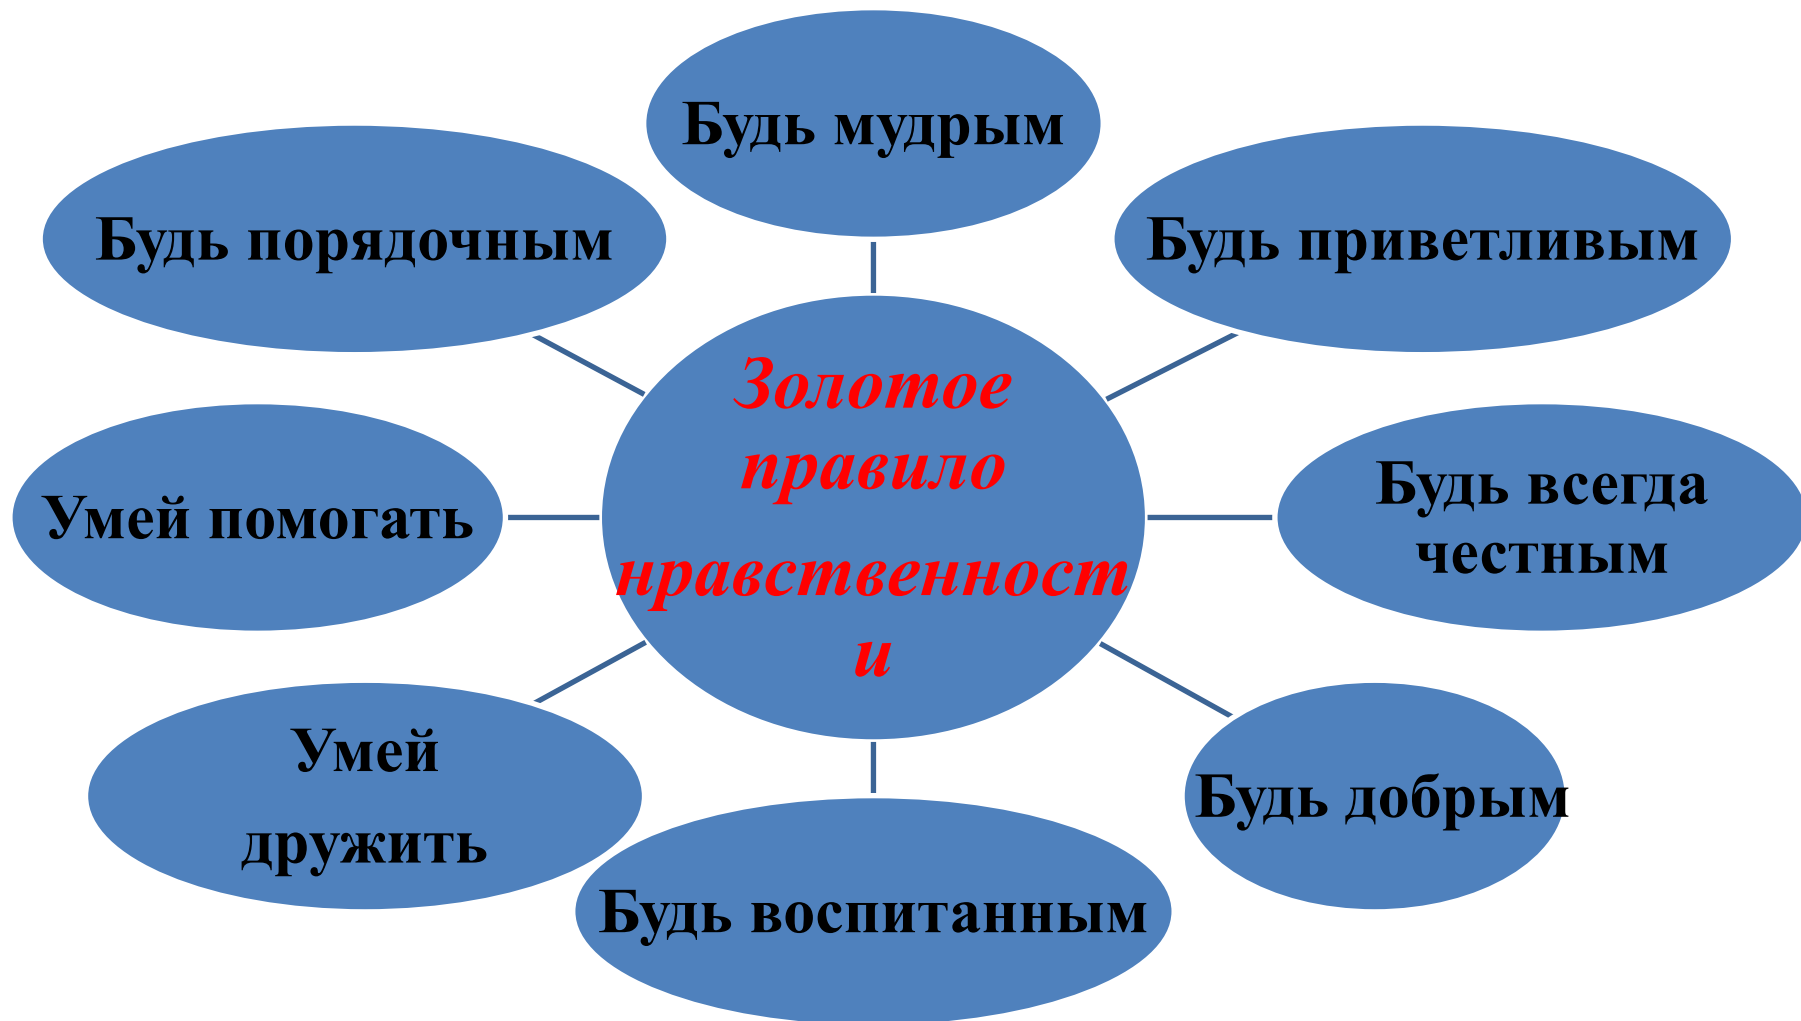 Будь мудрым
Будь порядочным
Будь приветливым
Золотое
правило
нравственност
и
Умей помогать
Будь всегда
честным
Умей
дружить
Будь добрым
Будь воспитанным